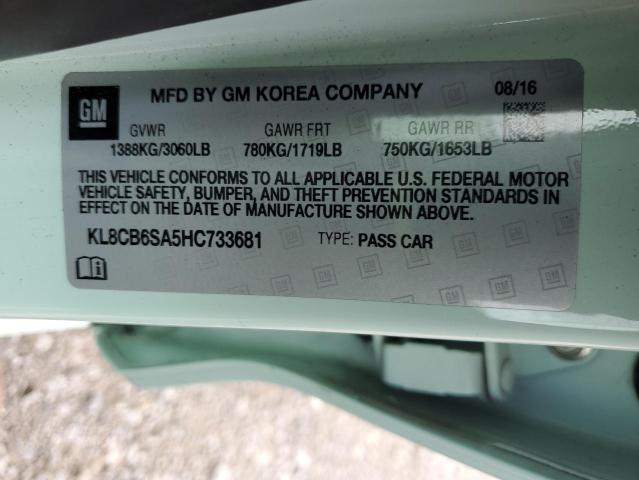 GM MFD BY GM KOREA COMPANY 08/16
GVWR GAWR FRT GAWR RR
1388KG/3060LB 780KG/1719LB 750KG/1653LB
THIS VEHICLE CONFORMS TO ALL APPLICABLE U.S. FEDERAL MOTOR
VEHICLE SAFETY, BUMPER, AND THEFT PREVENTION STANDARDS
IN EFFECT ON THE DATE OF MANUFACTURE SHOWN ABOVE.
KL8CB6SA5HC733681 TYPE: PASS CAR